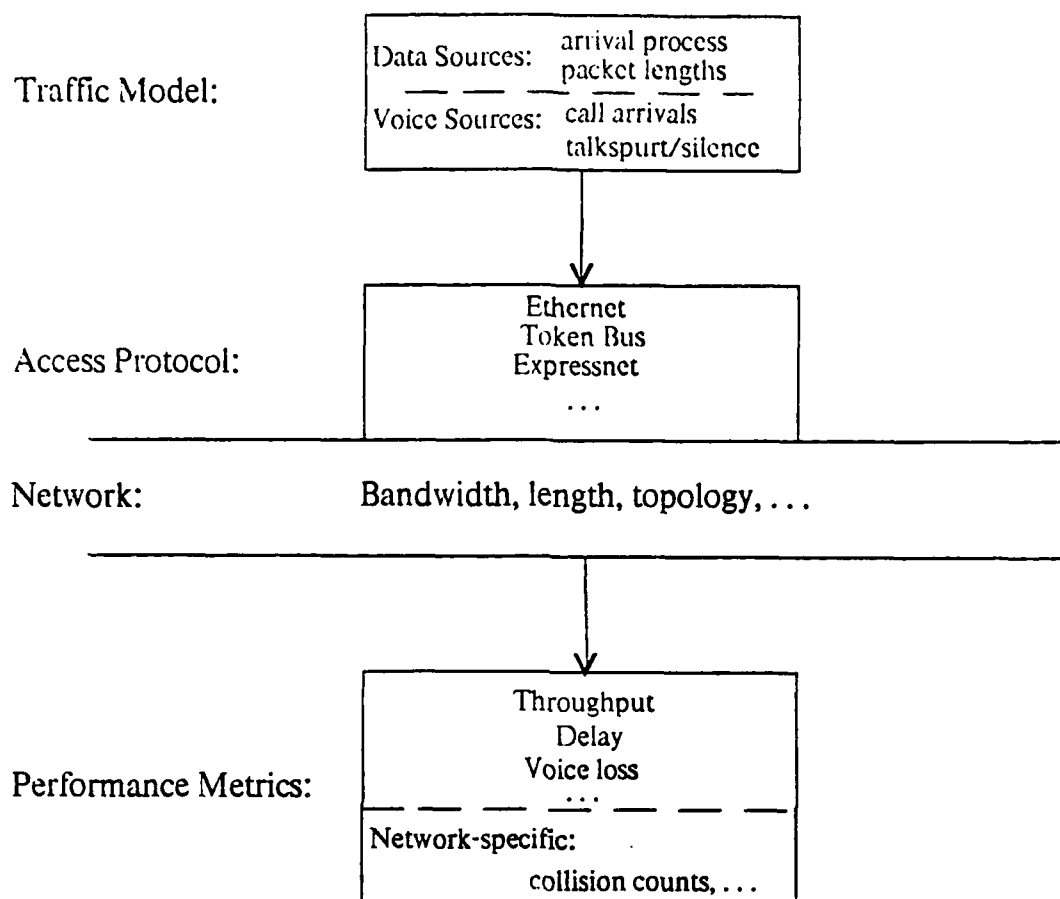 Traffic Model:
Data Sources: arrival process
packet lengths
Voice Sources: call arrivals
talkspurt/silence
Access Protocol:
Ethernet
Token Bus
Expressnet
...
Network: Bandwidth, length, topology, ...
Performance Metrics:
Throughput
Delay
Voice loss
...
Network-specific:
collision counts, ...